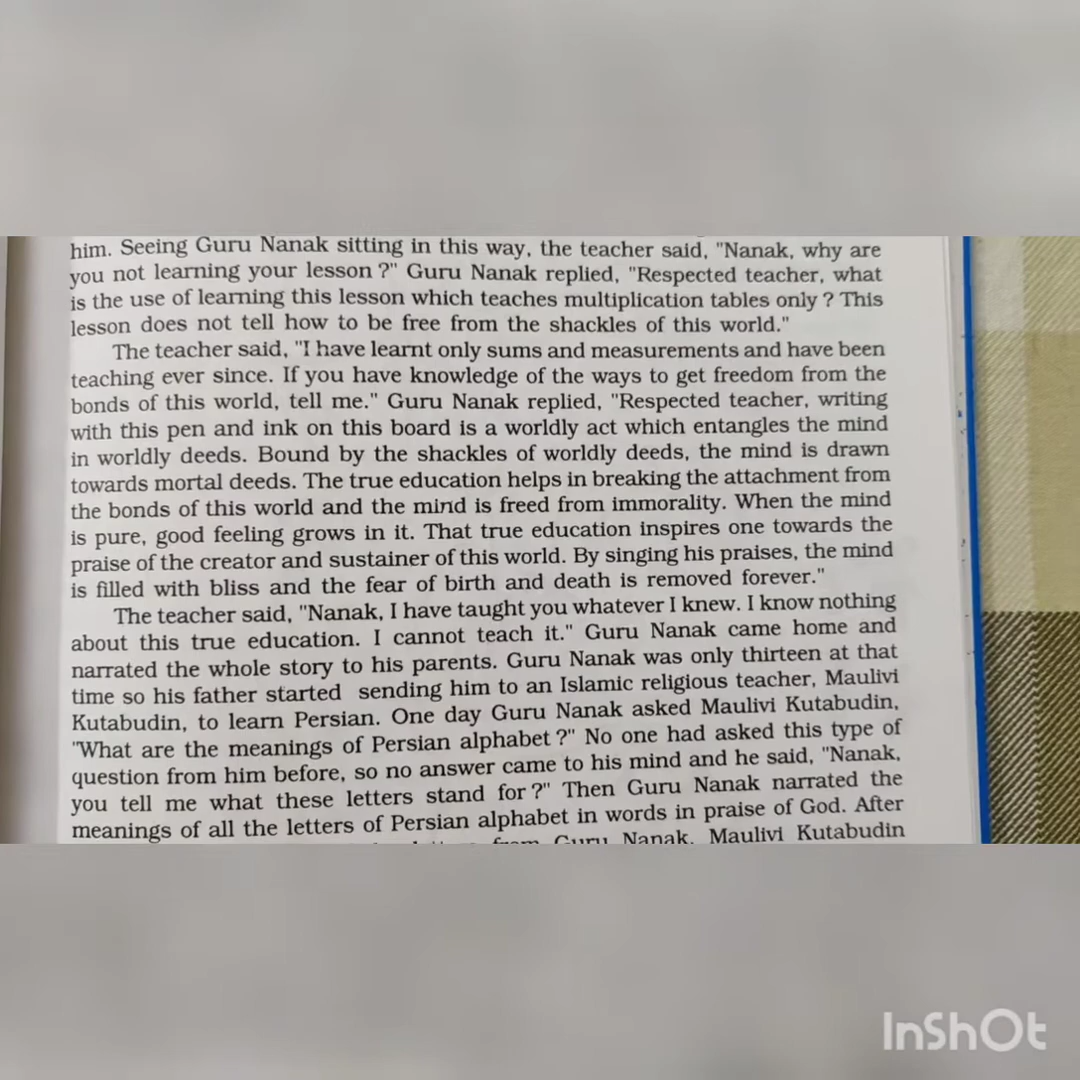 him. Seeing Guru Nanak sitting in this way, the teacher said, "Nanak, why are
you not learning your lesson ?" Guru Nanak replied, "Respected teacher, what
is the use of learning this lesson which teaches multiplication tables only ? This
lesson does not tell how to be free from the shackles of this world."
The teacher said, "I have learnt only sums and measurements and have been
teaching ever since. If you have knowledge of the ways to get freedom from the
bonds of this world, tell me." Guru Nanak replied, "Respected teacher, writing
with this pen and ink on this board is a worldly act which entangles the mind
in worldly deeds. Bound by the shackles of worldly deeds, the mind is drawn
towards mortal deeds. The true education helps in breaking the attachment from
the bonds of this world and the mind is freed from immorality. When the mind
is pure, good feeling grows in it. That true education inspires one towards the
praise of the creator and sustainer of this world. By singing his praises, the mind
is filled with bliss and the fear of birth and death is removed forever."
The teacher said, "Nanak, I have taught you whatever I knew. I know nothing
about this true education. I cannot teach it." Guru Nanak came home and
narrated the whole story to his parents. Guru Nanak was only thirteen at that
time so his father started sending him to an Islamic religious teacher, Maulivi
Kutabudin, to learn Persian. One day Guru Nanak asked Maulivi Kutabudin,
"What are the meanings of Persian alphabet ?" No one had asked this type of
question from him before, so no answer came to his mind and he said, "Nanak,
you tell me what these letters stand for ?" Then Guru Nanak narrated the
meanings of all the letters of Persian alphabet in words in praise of God. After
from Guru Nanak, Maulivi Kutabudin
InShOt